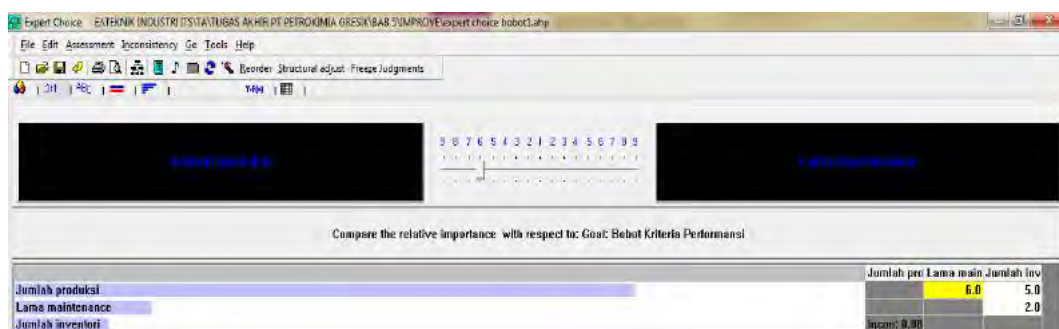 Expert Choice E:\TEKNIK INDUSTRI ITS\TA\TUGAS AKHIR PT PETROKIMIA GRESIK\BAB 5\IMPROVE\expert choice bobot1.ahp
File Edit Assessment Inconsistency Go Tools Help
Reorder Structural adjust Freeze Judgments
3:1 ABC
9 8 7 6 5 4 3 2 1 2 3 4 5 6 7 8 9
Compare the relative importance with respect to: Goal: Bobot Kriteria Performansi
Jumlah pro Lama main Jumlah inv
Jumlah produksi 6.0 5.0
Lama maintenance 2.0
Jumlah inventori Incon: 0.08